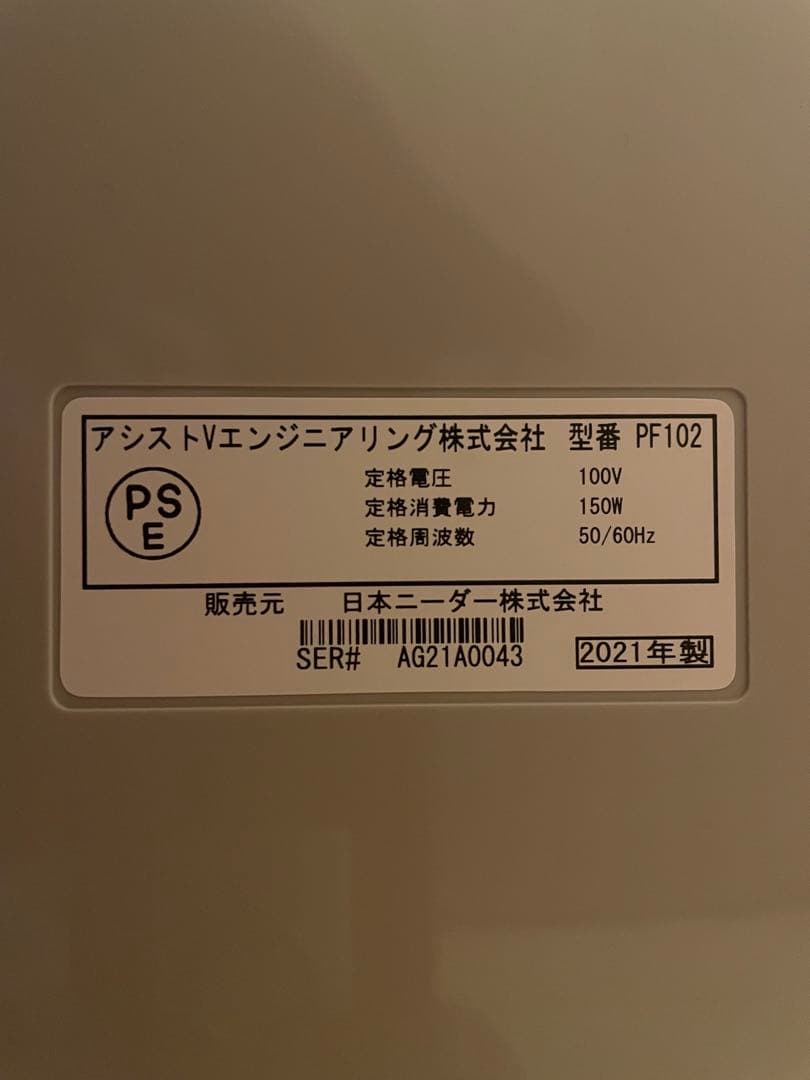 アシストVエンジニアリング株式会社 型番 PF102
PS
E
定格電圧 100V
定格消費電力 150W
定格周波数 50/60Hz
販売元 日本ニーダー株式会社
SER# AG21A0043
2021年製